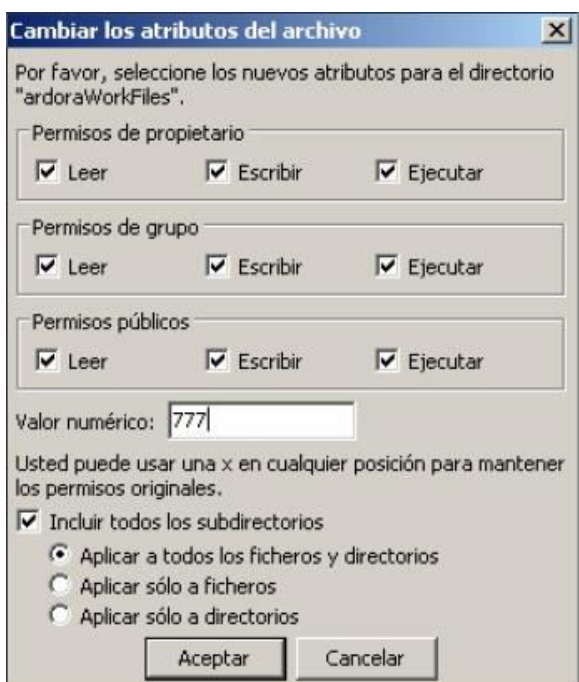 Cambiar los atributos del archivo
Por favor, seleccione los nuevos atributos para el directorio
"ardoraWorkFiles".
Permisos de propietario
Leer Escribir Ejecutar
Permisos de grupo
Leer Escribir Ejecutar
Permisos públicos
Leer Escribir Ejecutar
Valor numérico: 777
Usted puede usar una x en cualquier posición para mantener
los permisos originales.
Incluir todos los subdirectorios
Aplicar a todos los ficheros y directorios
Aplicar sólo a ficheros
Aplicar sólo a directorios
Aceptar Cancelar